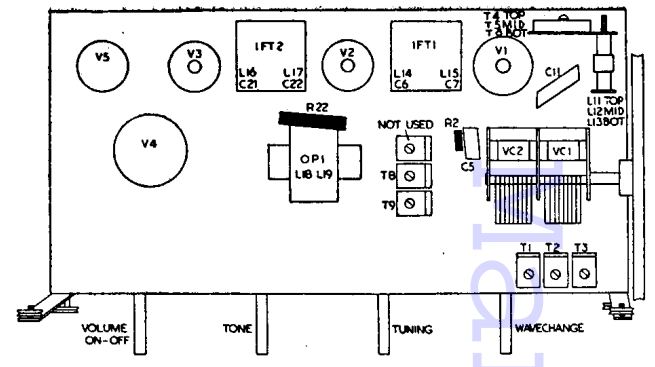 T4 TOP
T5 MID
T6 BOT
V5
V3
IFT2
L16 L17
C21 C22
V2
IFT1
L14 L15
C6 C7
V1
C11
L11 TOP
L12 MID
L13 BOT
R22
NOT USED
R2
V4
OP1
L18 L19
T8
T9
C5
VC2
VC1
T1 T2 T3
VOLUME
ON-OFF
TONE
TUNING
WAVECHANGE
Ma